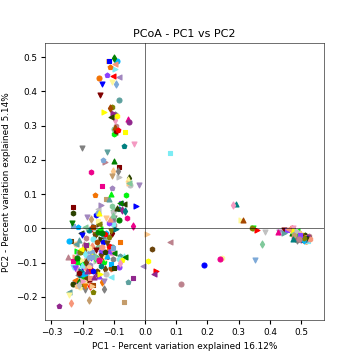 PCoA - PC1 vs PC2
PC2 - Percent variation explained 5.14%
0.5
0.4
0.3
0.2
0.1
0.0
−0.1
−0.2
−0.3 −0.2 −0.1 0.0 0.1 0.2 0.3 0.4 0.5
PC1 - Percent variation explained 16.12%